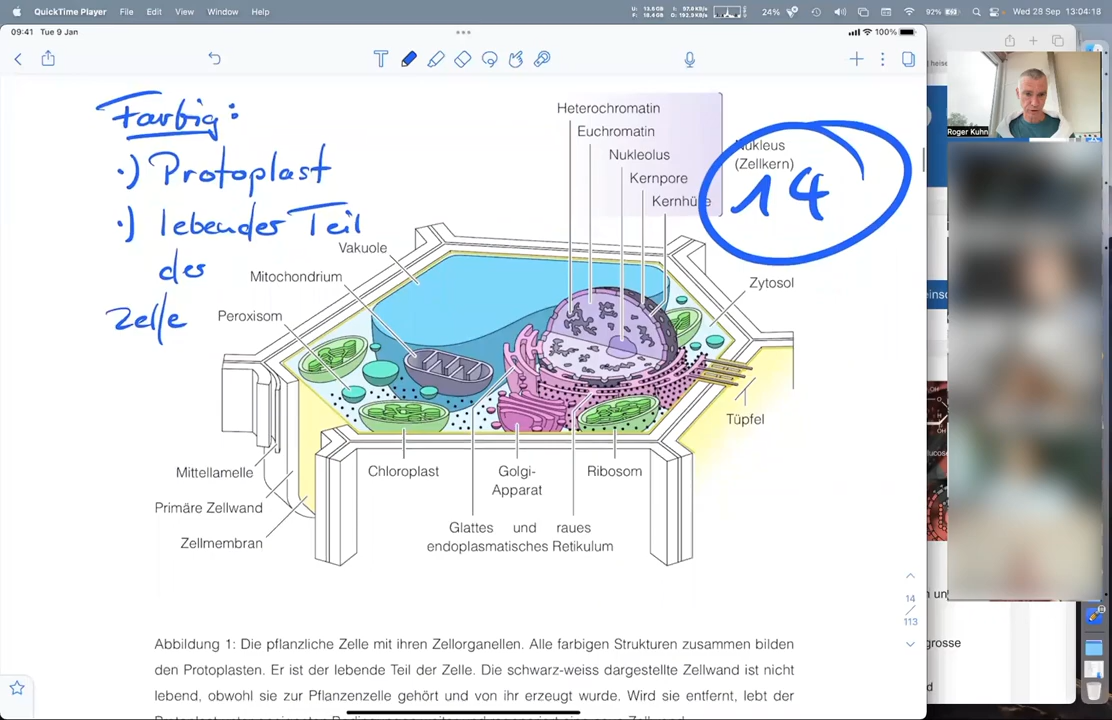 QuickTime Player File Edit View Window Help
24% 92% Wed 28 Sep 13:04:18
09:41 Tue 9 Jan
100%
Farbig:
·) Protoplast
·) lebender Teil
der
Zelle
Heterochromatin
Euchromatin
Nukleolus
Kernpore
Kernhülle
Nukleus
(Zellkern)
14
Vakuole
Mitochondrium
Peroxisom
Zytosol
Tüpfel
Mittellamelle
Primäre Zellwand
Zellmembran
Chloroplast
Golgi-
Apparat
Ribosom
Glattes und raues
endoplasmatisches Retikulum
14
113
Abbildung 1: Die pflanzliche Zelle mit ihren Zellorganellen. Alle farbigen Strukturen zusammen bilden
den Protoplasten. Er ist der lebende Teil der Zelle. Die schwarz-weiss dargestellte Zellwand ist nicht
lebend, obwohl sie zur Pflanzenzelle gehört und von ihr erzeugt wurde. Wird sie entfernt, lebt der
Roger Kuhn
heise
grosse